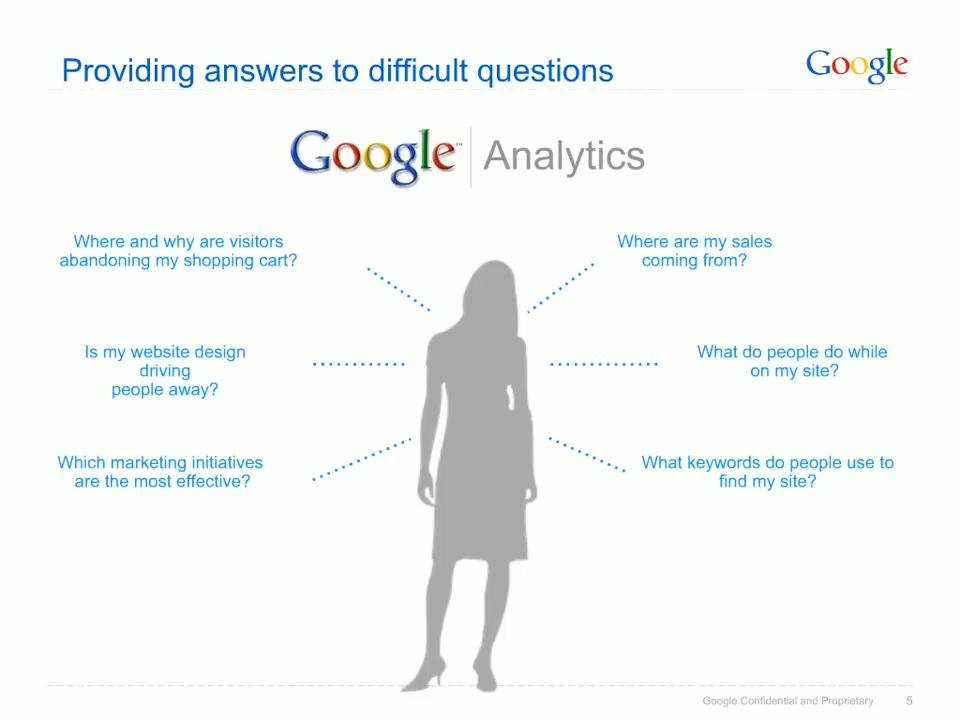 Providing answers to difficult questions
Google
Google™ Analytics
Where and why are visitors
abandoning my shopping cart?
Where are my sales
coming from?
Is my website design
driving
people away?
What do people do while
on my site?
Which marketing initiatives
are the most effective?
What keywords do people use to
find my site?
Google Confidential and Proprietary
5